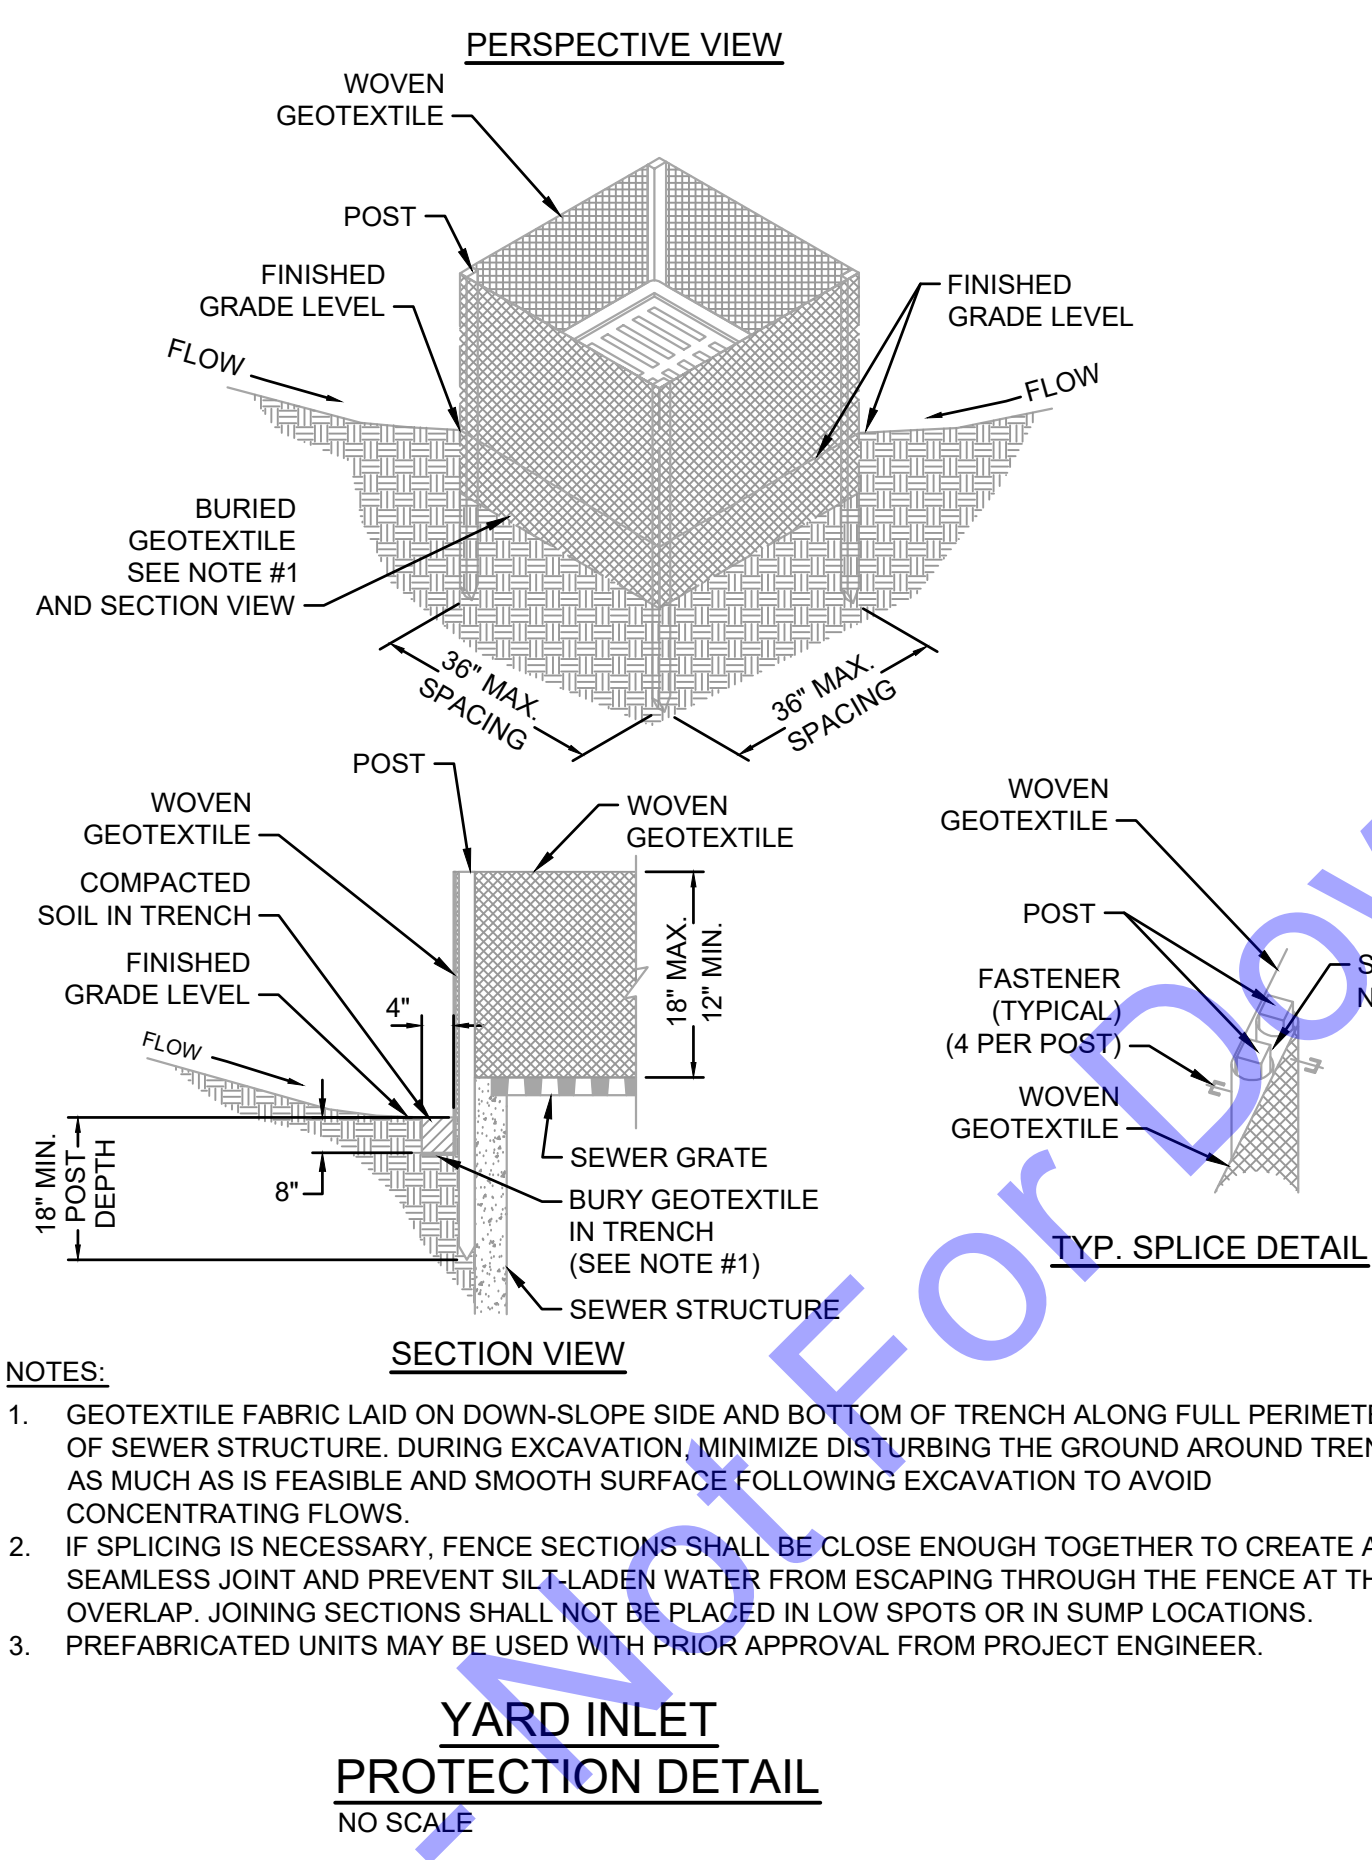 PERSPECTIVE VIEW
WOVEN
GEOTEXTILE
POST
FINISHED
GRADE LEVEL
FLOW
FINISHED
GRADE LEVEL
FLOW
BURIED
GEOTEXTILE
SEE NOTE #1
AND SECTION VIEW
36" MAX.
SPACING
36" MAX.
SPACING
POST
WOVEN
GEOTEXTILE
COMPACTED
SOIL IN TRENCH
FINISHED
GRADE LEVEL
FLOW
4"
WOVEN
GEOTEXTILE
18" MAX.
12" MIN.
18" MIN.
POST
DEPTH
8"
SEWER GRATE
BURY GEOTEXTILE
IN TRENCH
(SEE NOTE #1)
SEWER STRUCTURE
SECTION VIEW
WOVEN
GEOTEXTILE
POST
FASTENER
(TYPICAL)
(4 PER POST)
WOVEN
GEOTEXTILE
TYP. SPLICE DETAIL
NOTES:
1. GEOTEXTILE FABRIC LAID ON DOWN-SLOPE SIDE AND BOTTOM OF TRENCH ALONG FULL
OF SEWER STRUCTURE. DURING EXCAVATION, MINIMIZE DISTURBING THE GROUND AROUND
AS MUCH AS IS FEASIBLE AND SMOOTH SURFACE FOLLOWING EXCAVATION TO AVOID
CONCENTRATING FLOWS.
2. IF SPLICING IS NECESSARY, FENCE SECTIONS SHALL BE CLOSE ENOUGH TOGETHER TO CREATE A
SEAMLESS JOINT AND PREVENT SILT-LADEN WATER FROM ESCAPING THROUGH THE FENCE AT
OVERLAP. JOINING SECTIONS SHALL NOT BE PLACED IN LOW SPOTS OR IN SUMP LOCATIONS.
3. PREFABRICATED UNITS MAY BE USED WITH PRIOR APPROVAL FROM PROJECT ENGINEER.
YARD INLET
PROTECTION DETAIL
NO SCALE
- Not For